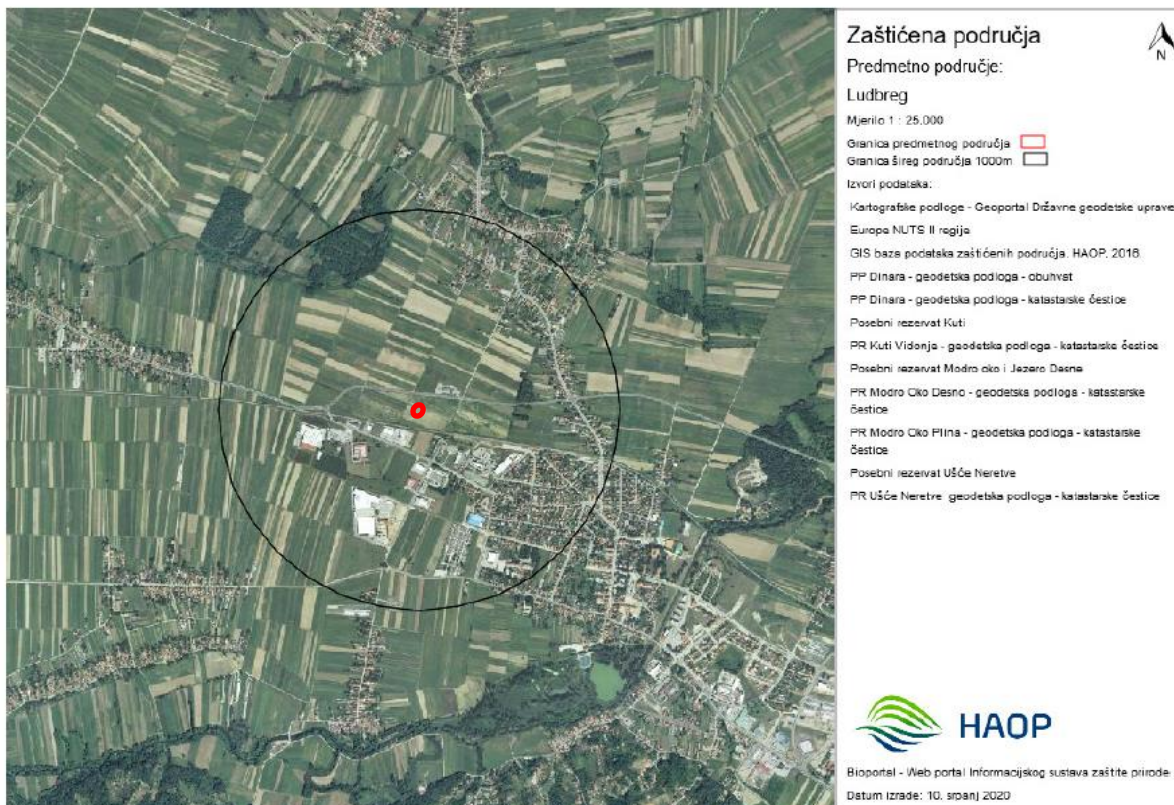 Zaštićena područja
N
Predmetno područje:
Ludbreg
Mjerilo 1 : 25.000
Granica predmetnog područja
Granica šireg područja 1000m
Izvori podataka:
Kartografske podloge - Geoportal Državne geodetske uprave
Europe NUTS II regije
GIS baza podataka zaštićenih područja, HAOP, 2018.
PP Dinara - geodetska podloga - obuhvat
PP Dinara - geodetska podloga - katastarske čestice
Posebni rezervat Kuti
PR Kuti Vidonja - geodetska podloga - katastarske čestice
Posebni rezervat Modro oko i Jezero Desne
PR Modro Oko Desno - geodetska podloga - katastarske
čestice
PR Modro Oko Plina - geodetska podloga - katastarske
čestice
Posebni rezervat Ušće Neretve
PR Ušće Neretve geodetska podloga - katastarske čestice
HAOP
Bioportal - Web portal Informacijskog sustava zaštite prirode
Datum izrade: 10. srpanj 2020